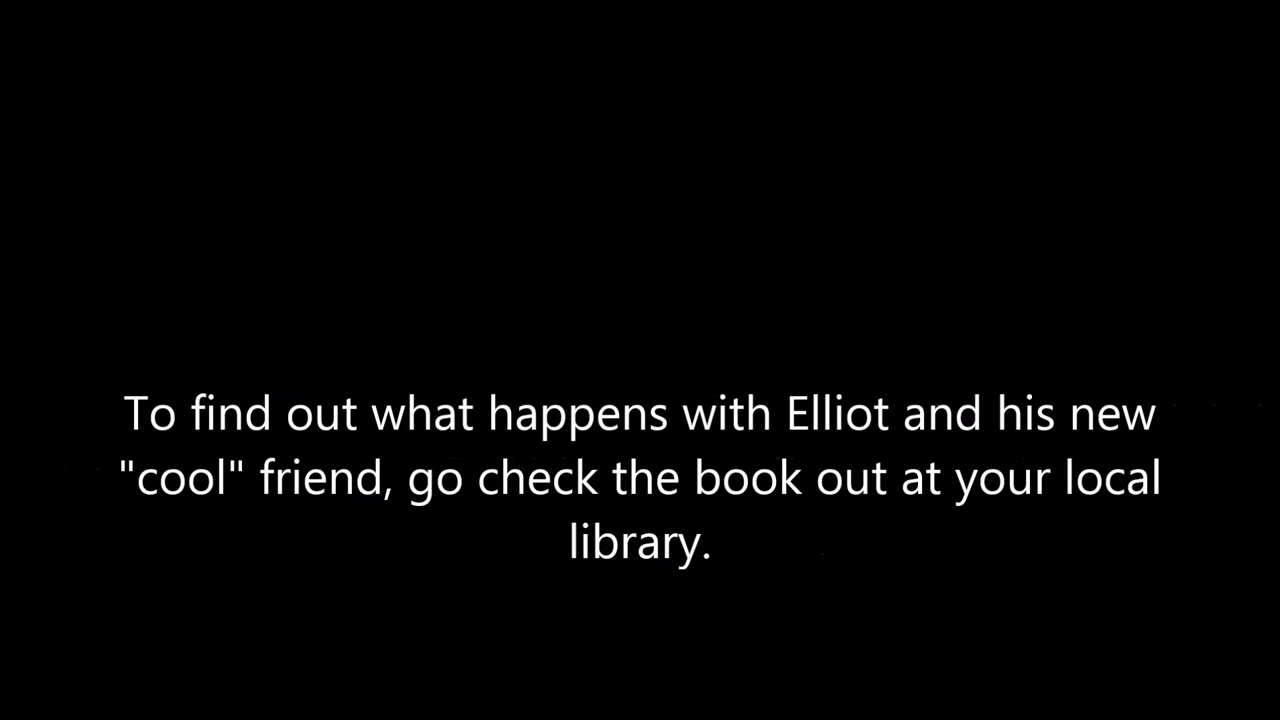 To find out what happens with Elliot and his new
"cool" friend, go check the book out at your local
library.